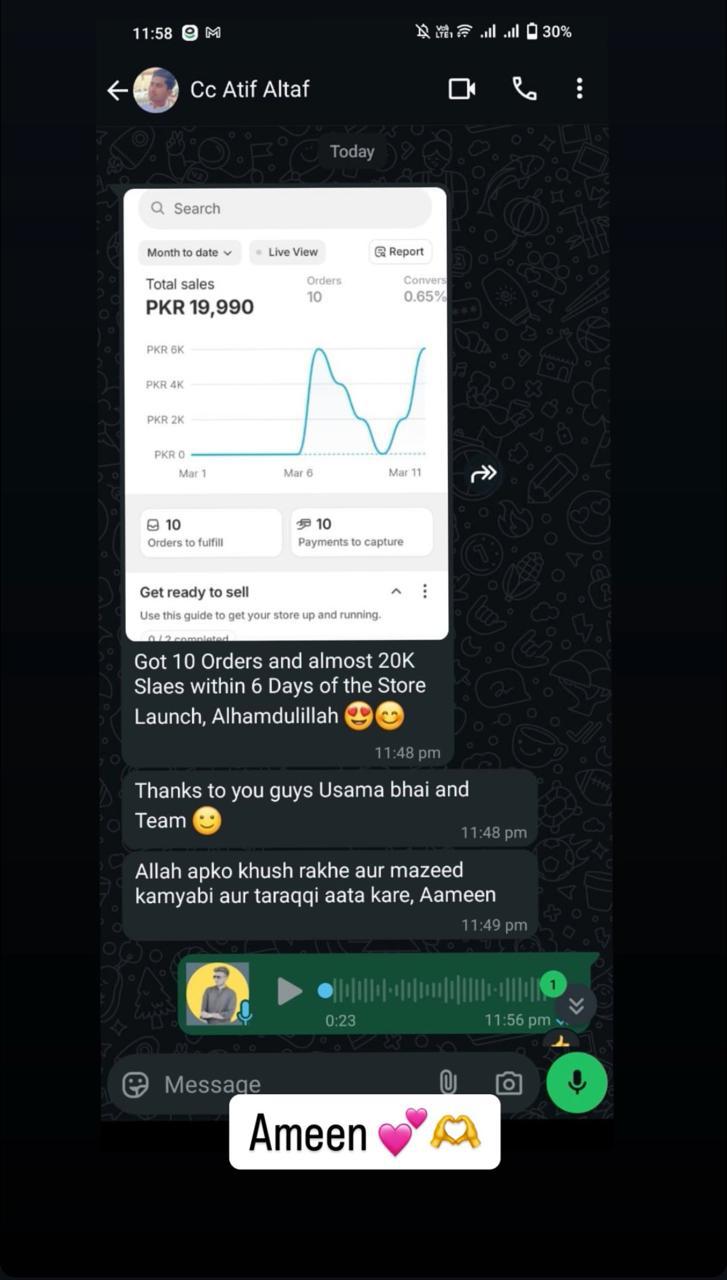 11:58
30%
Cc Atif Altaf
Today
Search
Month to date
Live View
Report
Total sales
Orders
PKR 19,990
10
0.65%
PKR 6K
PKR 4K
PKR 2K
PKR 0
Mar 1
Mar 6
Mar 11
10
Orders to fulfill
10
Payments to capture
Get ready to sell
Use this guide to get your store up and running.
0 / 2 completed
Got 10 Orders and almost 20K
Slaes within 6 Days of the Store
Launch, Alhamdulillah 😍😊
11:48 pm
Thanks to you guys Usama bhai and
Team 🙂
11:48 pm
Allah apko khush rakhe aur mazeed
kamyabi aur taraqqi aata kare, Aameen
11:49 pm
1
0:23
11:56 pm
Message
Ameen 💕🫶